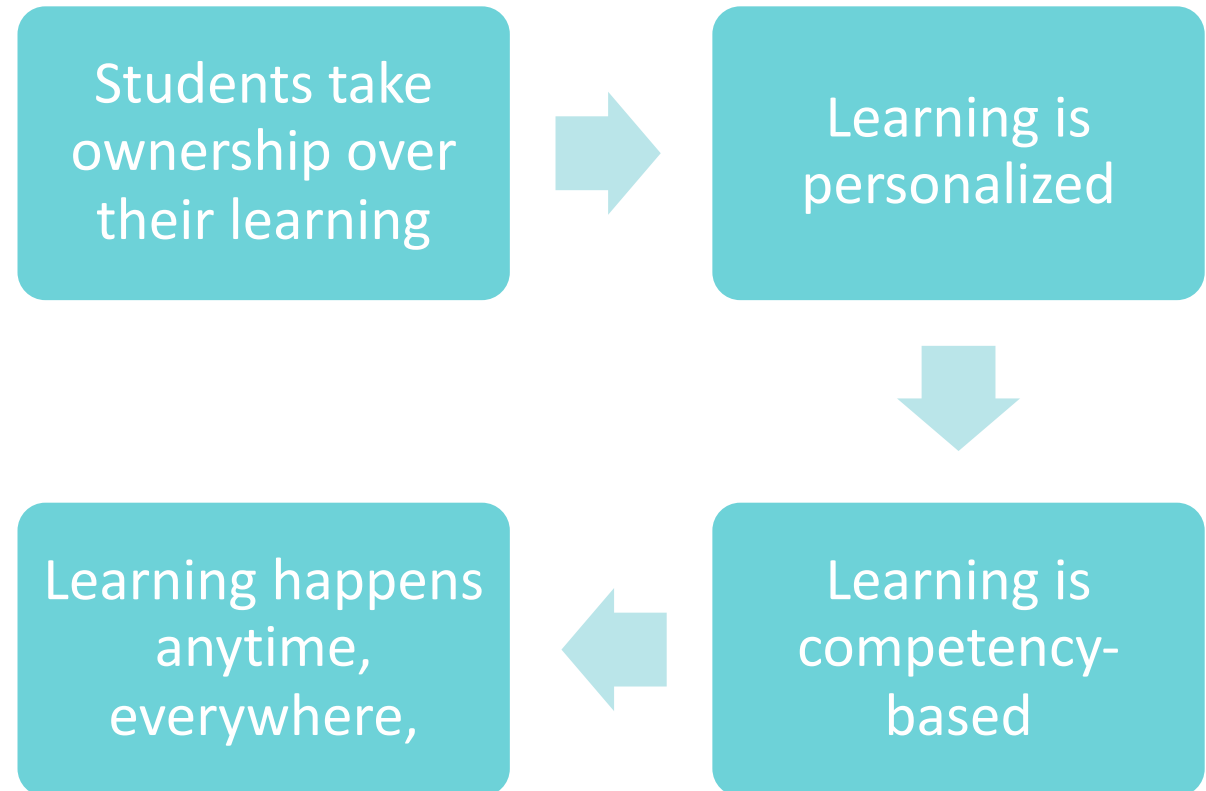 Students take
ownership over
their learning
Learning is
personalized
Learning is
competency-
based
Learning happens
anytime,
everywhere,